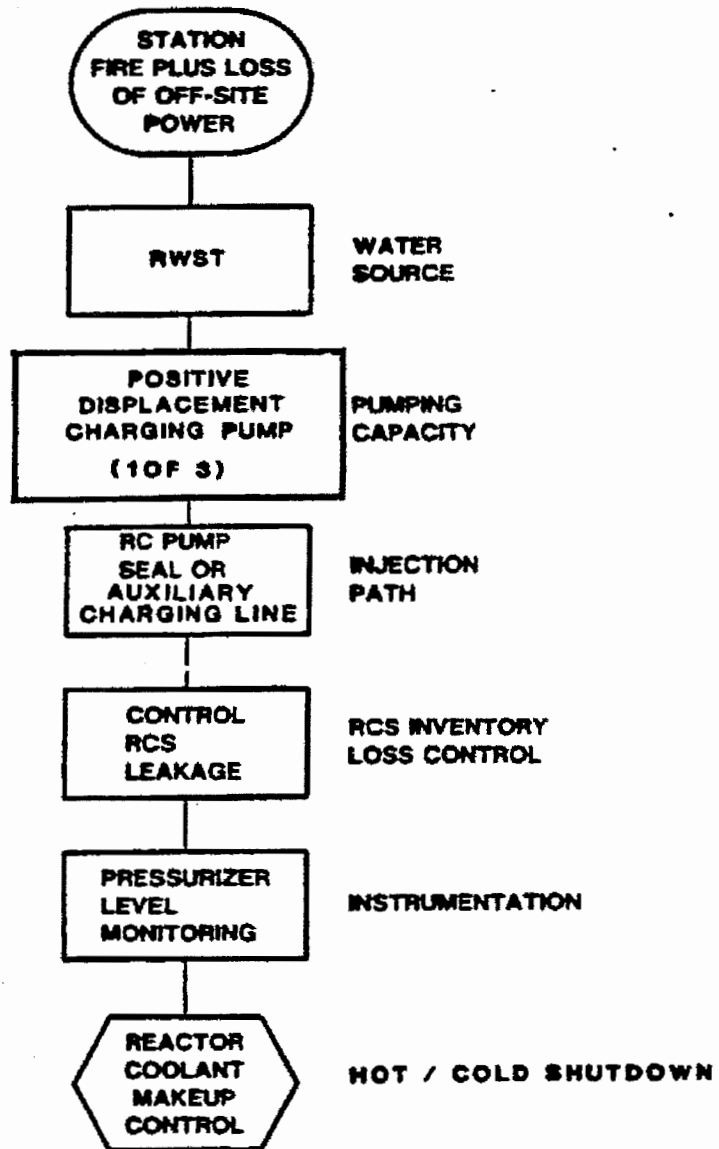 STATION
FIRE PLUS LOSS
OF OFF-SITE
POWER
RWST
WATER
SOURCE
POSITIVE
DISPLACEMENT
CHARGING PUMP
(1OF 3)
PUMPING
CAPACITY
RC PUMP
SEAL OR
AUXILIARY
CHARGING LINE
INJECTION
PATH
CONTROL
RCS
LEAKAGE
RCS INVENTORY
LOSS CONTROL
PRESSURIZER
LEVEL
MONITORING
INSTRUMENTATION
REACTOR
COOLANT
MAKEUP
CONTROL
HOT / COLD SHUTDOWN